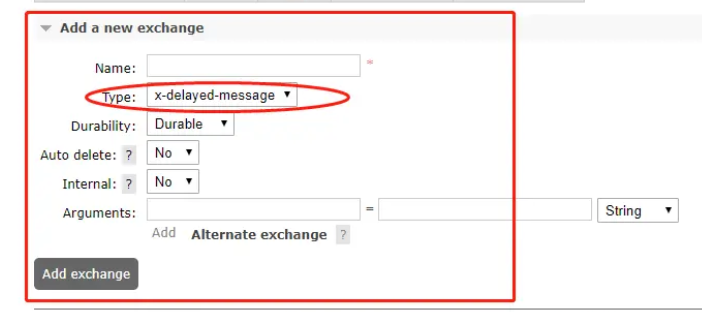 Add a new exchange
Name: *
Type: x-delayed-message
Durability: Durable
Auto delete: ? No
Internal: ? No
Arguments: = String
Add Alternate exchange ?
Add exchange